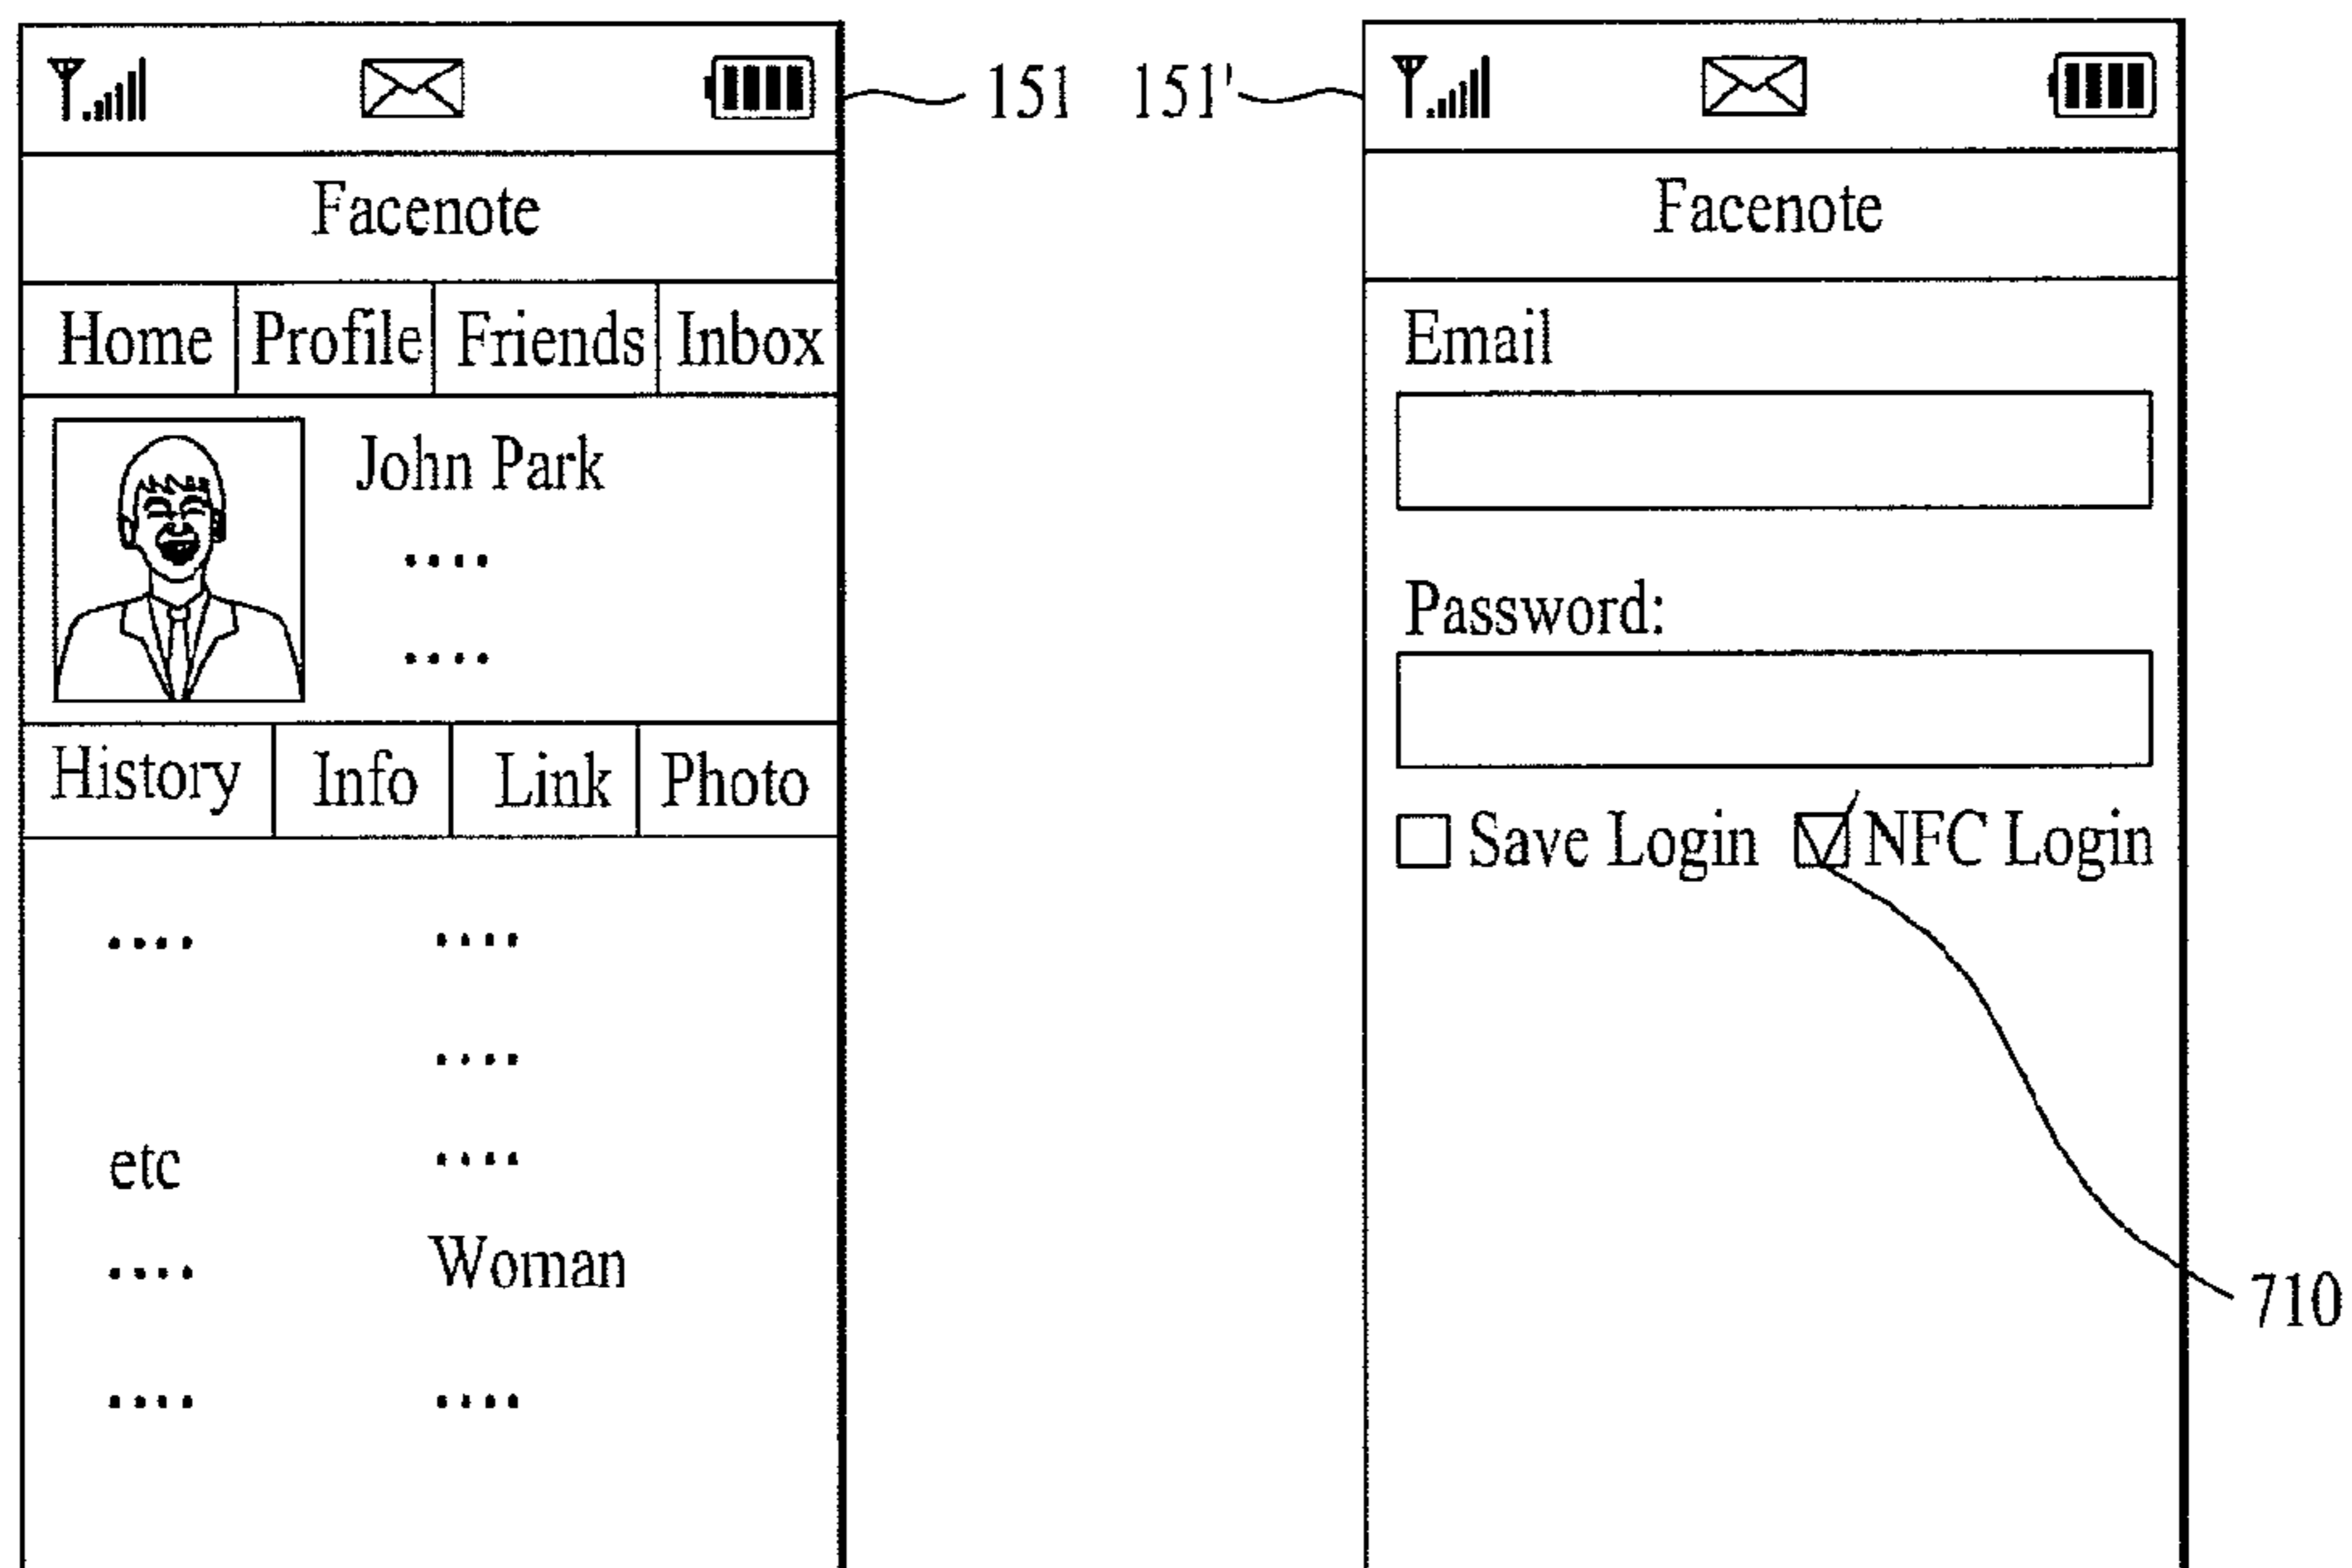 151
Facenote
Home Profile Friends Inbox
John Park
....
....
History Info Link Photo
.... ....
....
etc ....
.... Woman
.... ....
151'
Facenote
Email
Password:
Save Login NFC Login
710